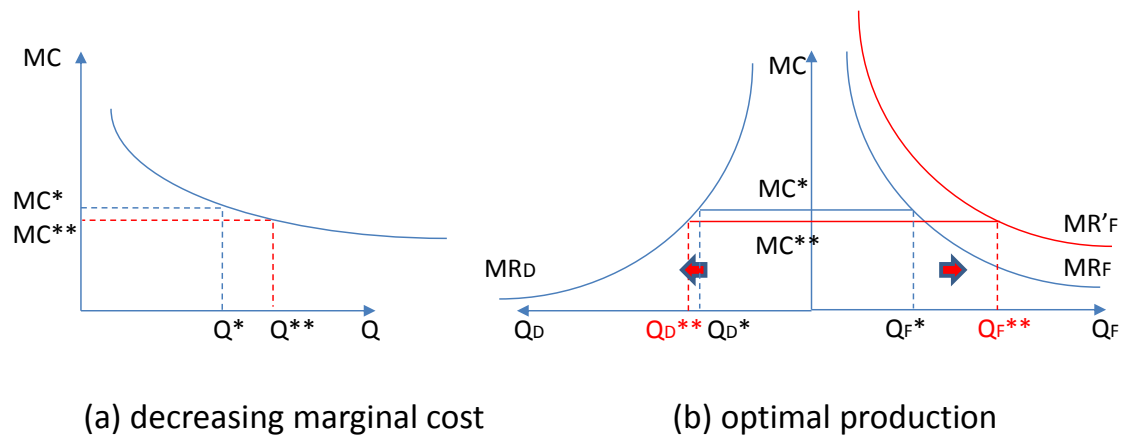 MC
MC*
MC**
Q*
Q**
Q
(a) decreasing marginal cost
MC
MC*
MC**
MRD
MR'F
MRF
QD
QD**
QD*
QF*
QF**
QF
(b) optimal production